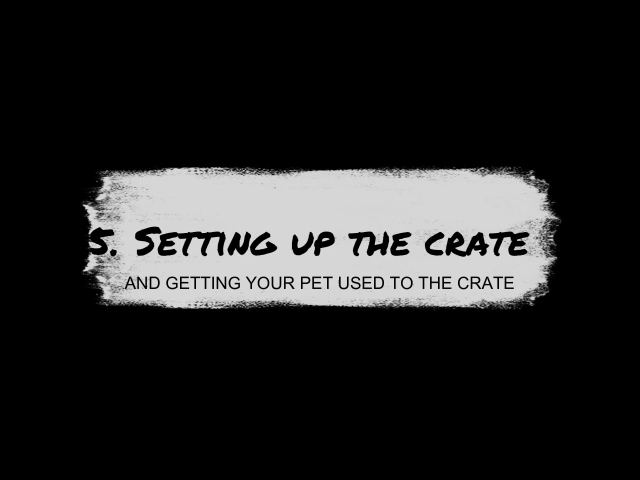 5. Setting up the crate
AND GETTING YOUR PET USED TO THE CRATE